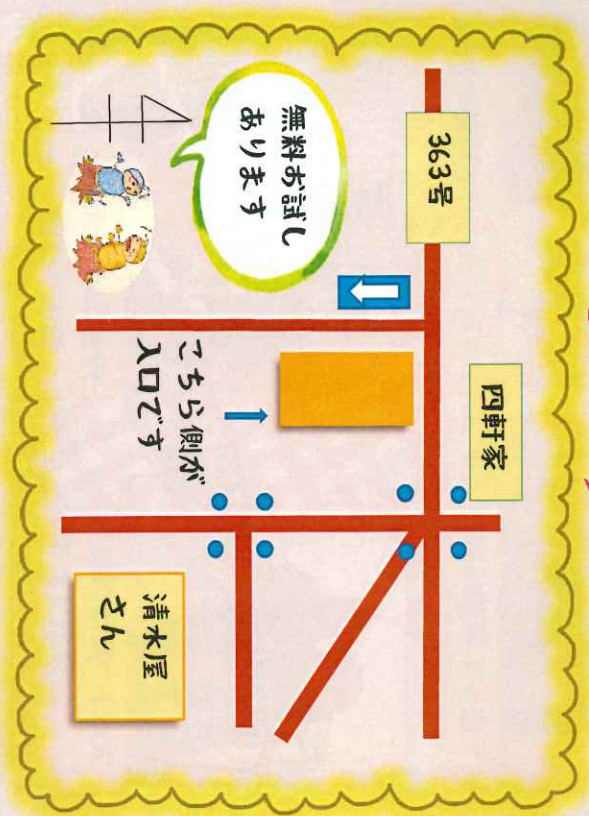 四軒家
363号
無料お試し
あります
こちら側が
入口です
清水屋
さん